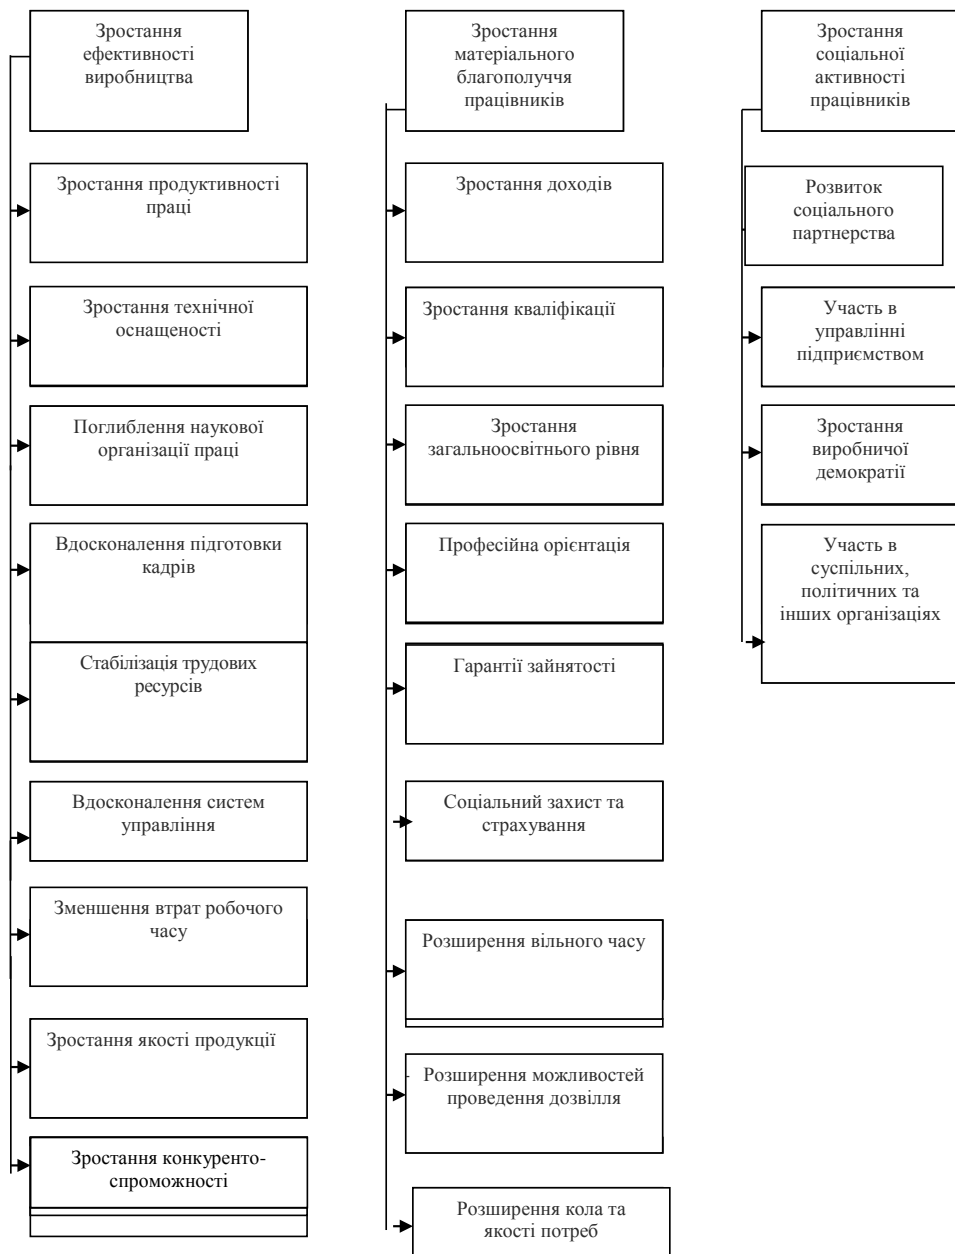 Зростання
ефективності
виробництва
Зростання продуктивності
праці
Зростання технічної
оснащеності
Поглиблення наукової
організації праці
Вдосконалення підготовки
кадрів
Стабілізація трудових
ресурсів
Вдосконалення систем
управління
Зменшення втрат робочого
часу
Зростання якості продукції
Зростання конкуренто-
спроможності
Зростання
матеріального
благополуччя
працівників
Зростання доходів
Зростання кваліфікації
Зростання
загальноосвітнього рівня
Професійна орієнтація
Гарантії зайнятості
Соціальний захист та
страхування
Розширення вільного часу
Розширення можливостей
проведення дозвілля
Розширення кола та
якості потреб
Зростання
соціальної
активності
працівників
Розвиток
соціального
партнерства
Участь в
управлінні
підприємством
Зростання
виробничої
демократії
Участь в
суспільних,
політичних та
інших організаціях